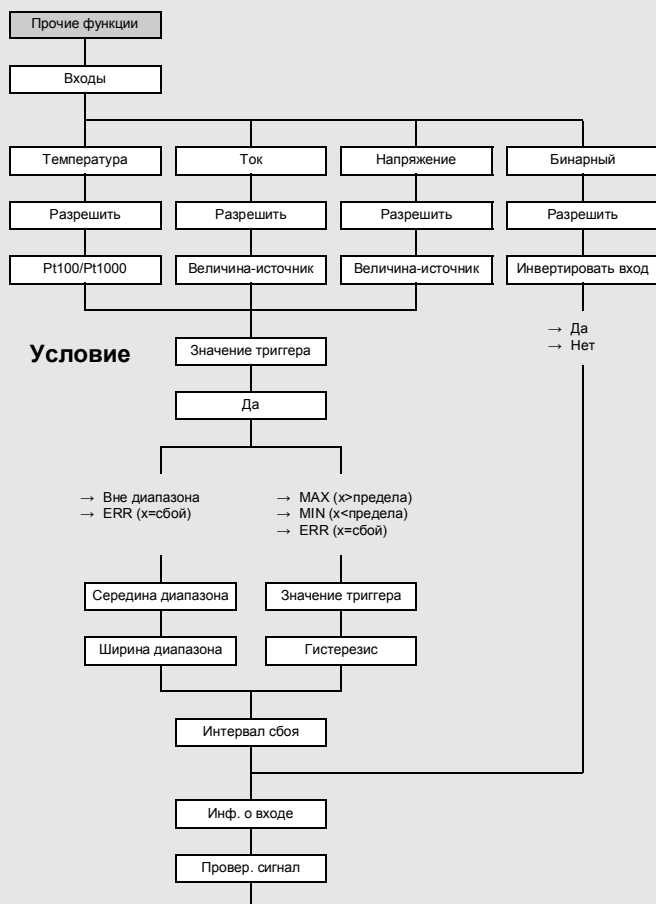 Прочие функции
Входы
Температура
Ток
Напряжение
Бинарный
Разрешить
Разрешить
Разрешить
Разрешить
Pt100/Pt1000
Величина-источник
Величина-источник
Инвертировать вход
→ Да
→ Нет
Условие
Значение триггера
Да
→ Вне диапазона
→ ERR (x=сбой)
→ MAX (x>предела)
→ MIN (x<предела)
→ ERR (x=сбой)
Середина диапазона
Значение триггера
Ширина диапазона
Гистерезис
Интервал сбоя
Инф. о входе
Провер. сигнал